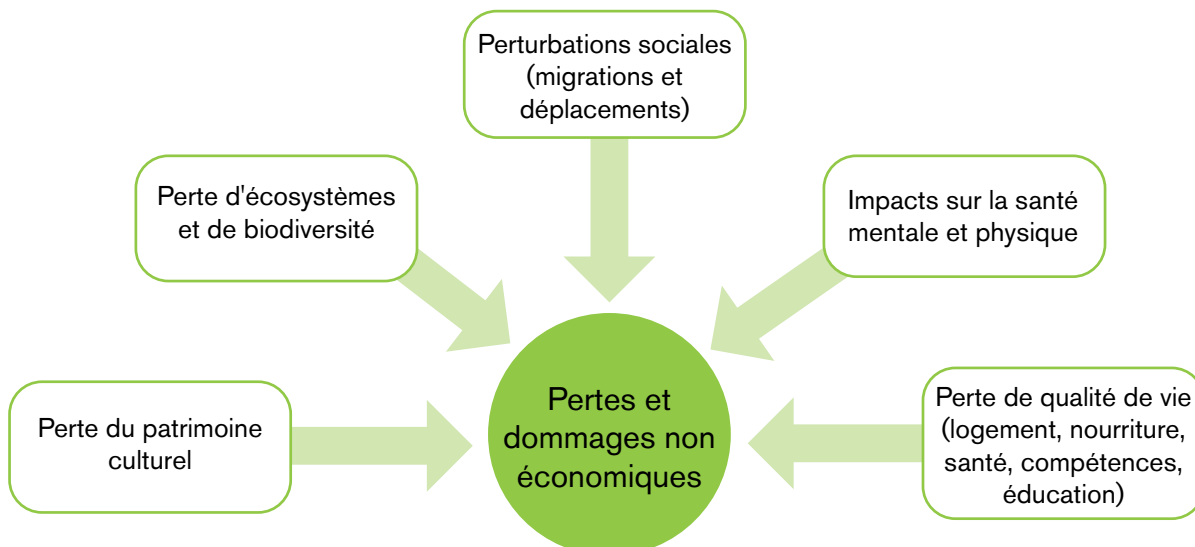 Perturbations sociales
(migrations et
déplacements)
Perte d'écosystèmes
et de biodiversité
Impacts sur la santé
mentale et physique
Perte du patrimoine
culturel
Pertes et
dommages non
économiques
Perte de qualité de vie
(logement, nourriture,
santé, compétences,
éducation)